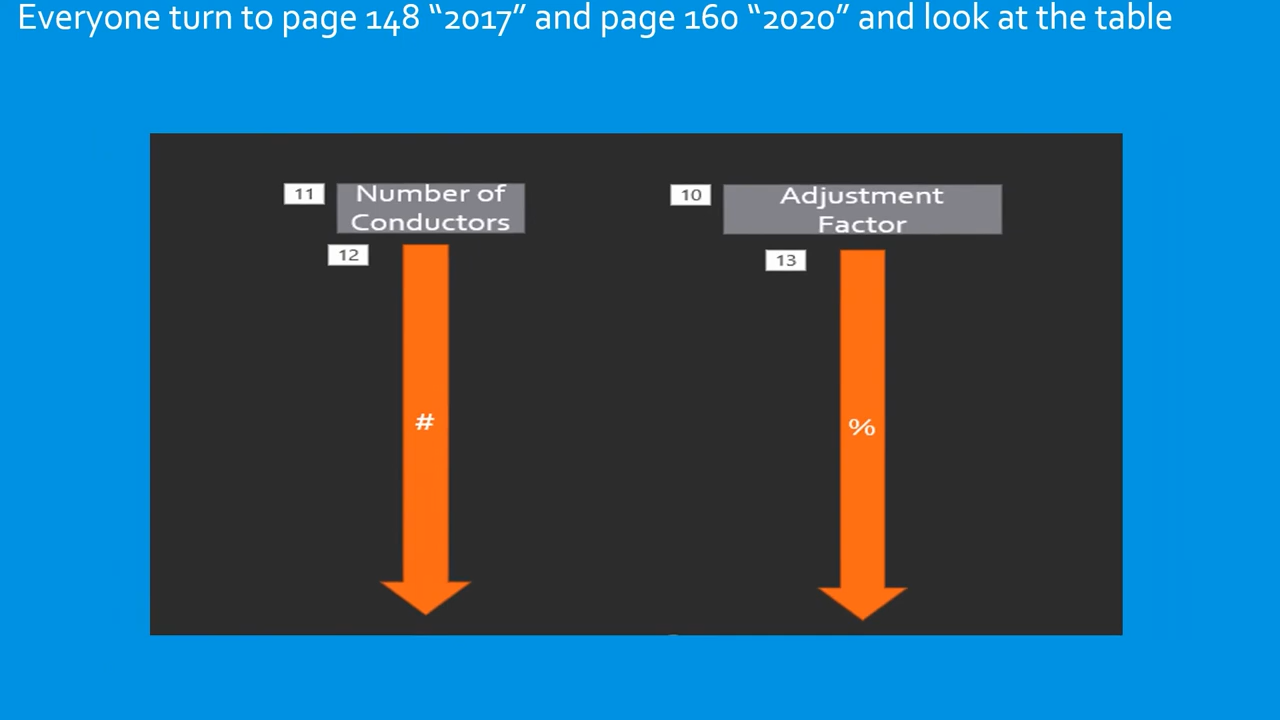 Everyone turn to page 148 “2017” and page 160 “2020” and look at the table
11
Number of
Conductors
10
Adjustment
Factor
12
13
#
%